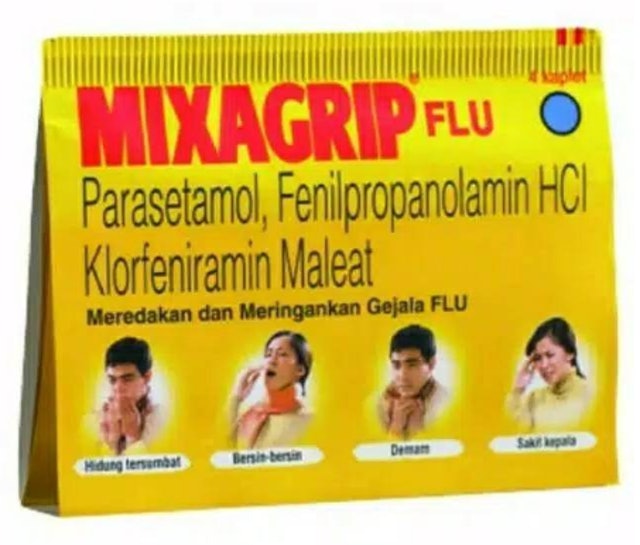 4 kaplet
MIXAGRIP® FLU
Parasetamol, Fenilpropanolamin HCl
Klorfeniramin Maleat
Meredakan dan Meringankan Gejala FLU
Hidung tersumbat
Bersin-bersin
Demam
Sakit kepala